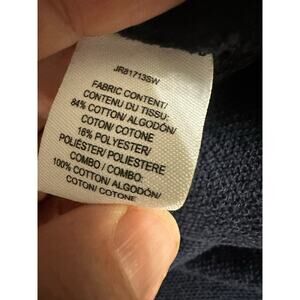 JR81713SW
FABRIC CONTENT/
CONTENU DU TISSU:
84% COTTON/ ALGODÓN/
COTON/ COTONE
16% POLYESTER/
POLIÉSTER/ POLIESTERE
COMBO / COMBO:
100% COTTON/ ALGODÓN/
COTON/ COTONE